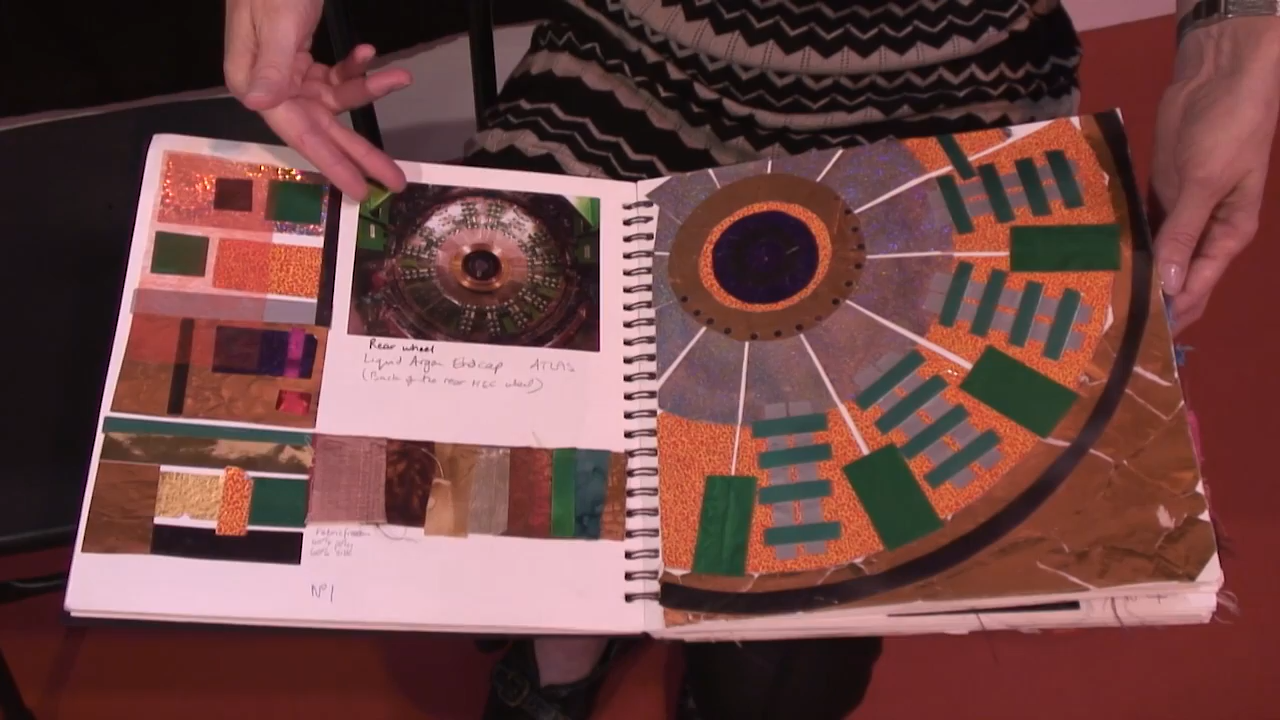 Rear wheel
Liquid Argon Endcap ATLAS
(Back of the rear HEC wheel)
Nº1